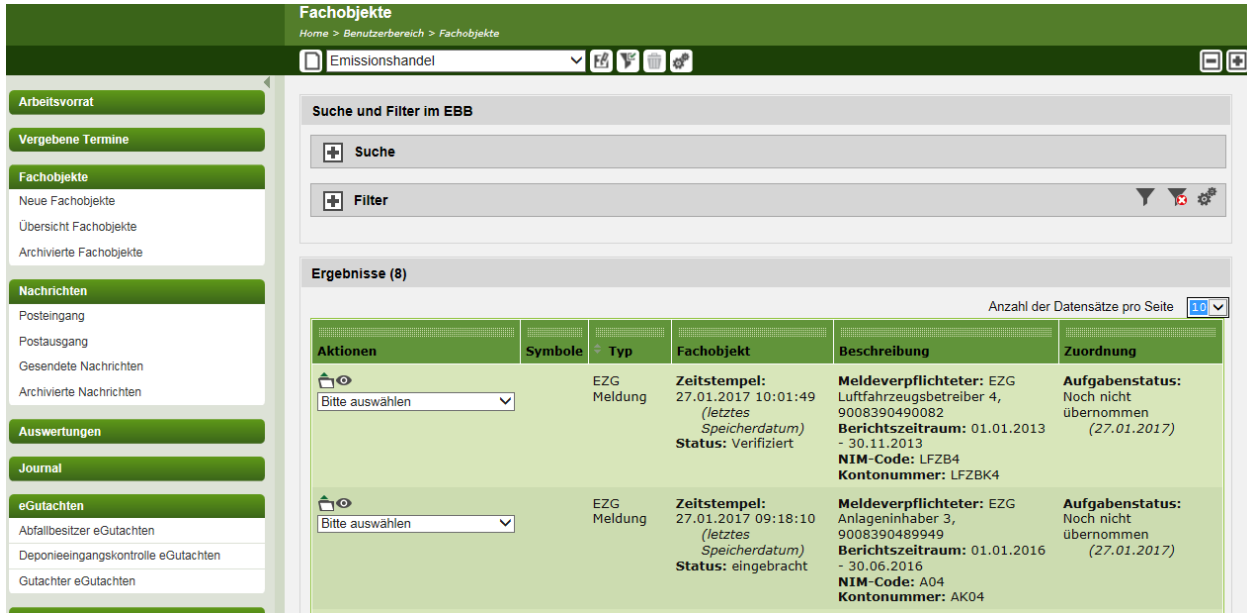 Fachobjekte
Home > Benutzerbereich > Fachobjekte
Emissionshandel
Arbeitsvorrat
Vergebene Termine
Fachobjekte
Neue Fachobjekte
Übersicht Fachobjekte
Archivierte Fachobjekte
Nachrichten
Posteingang
Postausgang
Gesendete Nachrichten
Archivierte Nachrichten
Auswertungen
Journal
eGutachten
Abfallbesitzer eGutachten
Deponieeingangskontrolle eGutachten
Gutachter eGutachten
Suche und Filter im EBB
Suche
Filter
Ergebnisse (8)
Anzahl der Datensätze pro Seite 10
Aktionen Symbole Typ Fachobjekt Beschreibung Zuordnung
Bitte auswählen
EZG
Meldung
Zeitstempel:
27.01.2017 10:01:49
(letztes
Speicherdatum)
Status: Verifiziert
Meldeverpflichteter: EZG
Luftfahrzeugsbetreiber 4,
9008390490082
Berichtszeitraum: 01.01.2013
- 30.11.2013
NIM-Code: LFZB4
Kontonummer: LFZBK4
Aufgabenstatus:
Noch nicht
übernommen
(27.01.2017)
Bitte auswählen
EZG
Meldung
Zeitstempel:
27.01.2017 09:18:10
(letztes
Speicherdatum)
Status: eingebracht
Meldeverpflichteter: EZG
Anlageninhaber 3,
9008390489949
Berichtszeitraum: 01.01.2016
- 30.06.2016
NIM-Code: A04
Kontonummer: AK04
Aufgabenstatus:
Noch nicht
übernommen
(27.01.2017)